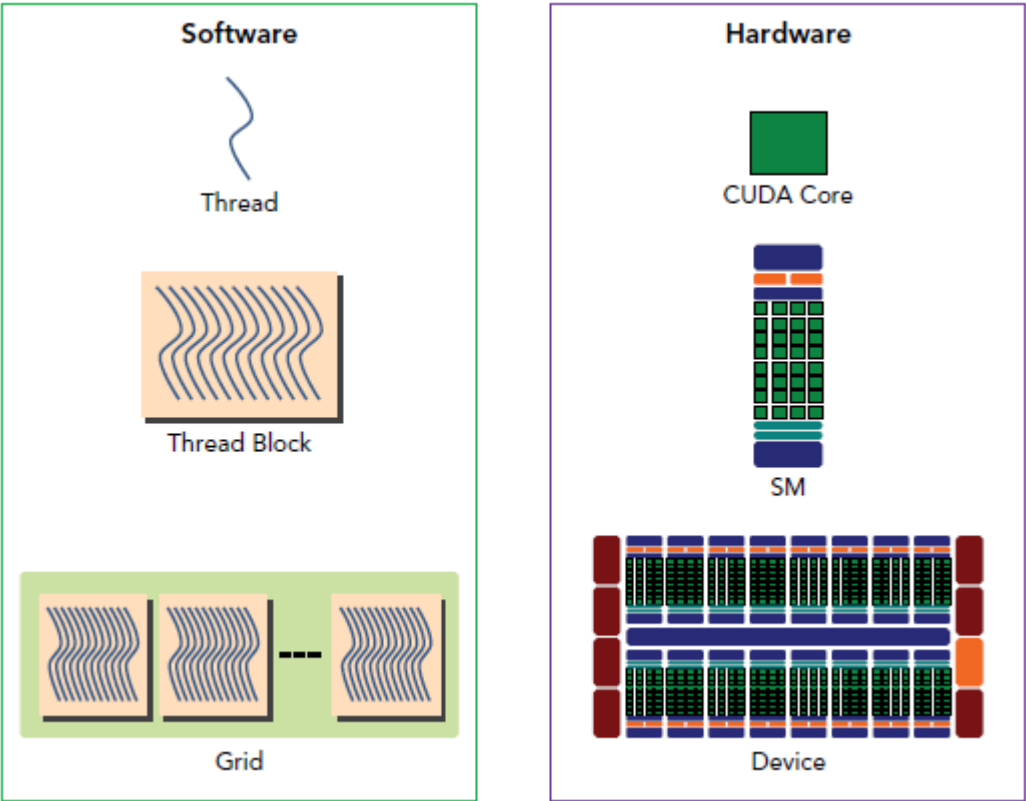 Software
Thread
Thread Block
Grid
Hardware
CUDA Core
SM
Device